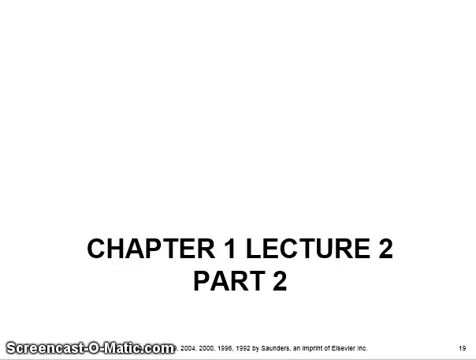 CHAPTER 1 LECTURE 2
PART 2
Screencast-O-Matic.com , 2004, 2000, 1996, 1992 by Saunders, an imprint of Elsevier Inc. 19